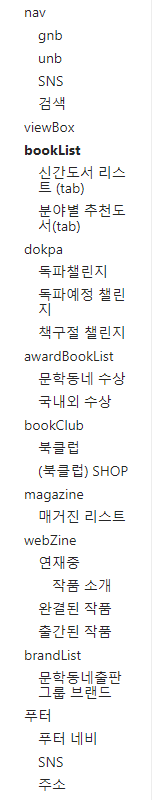 nav
gnb
unb
SNS
검색
viewBox
bookList
신간도서 리스
트 (tab)
분야별 추천도
서(tab)
dokpa
독파챌린지
독파예정 챌린
지
책구절 챌린지
awardBookList
문학동네 수상
국내외 수상
bookClub
북클럽
(북클럽) SHOP
magazine
매거진 리스트
webZine
연재중
작품 소개
완결된 작품
출간된 작품
brandList
문학동네출판
그룹 브랜드
푸터
푸터 네비
SNS
주소